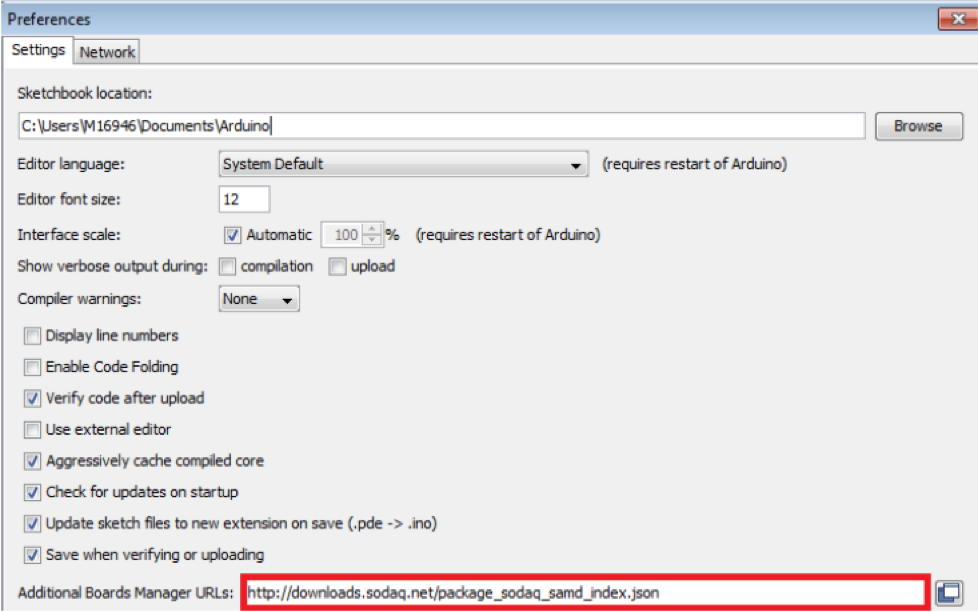 Preferences
Settings Network
Sketchbook location:
C:\Users\M16946\Documents\Arduino Browse
Editor language: System Default (requires restart of Arduino)
Editor font size: 12
Interface scale: Automatic 100 % (requires restart of Arduino)
Show verbose output during: compilation upload
Compiler warnings: None
Display line numbers
Enable Code Folding
Verify code after upload
Use external editor
Aggressively cache compiled core
Check for updates on startup
Update sketch files to new extension on save (.pde -> .ino)
Save when verifying or uploading
Additional Boards Manager URLs: http://downloads.sodaq.net/package_sodaq_samd_index.json